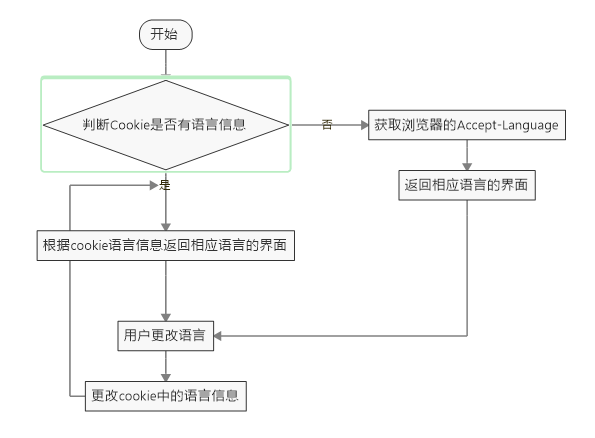 开始
判断Cookie是否有语言信息
否
获取浏览器的Accept-Language
是
返回相应语言的界面
根据cookie语言信息返回相应语言的界面
用户更改语言
更改cookie中的语言信息